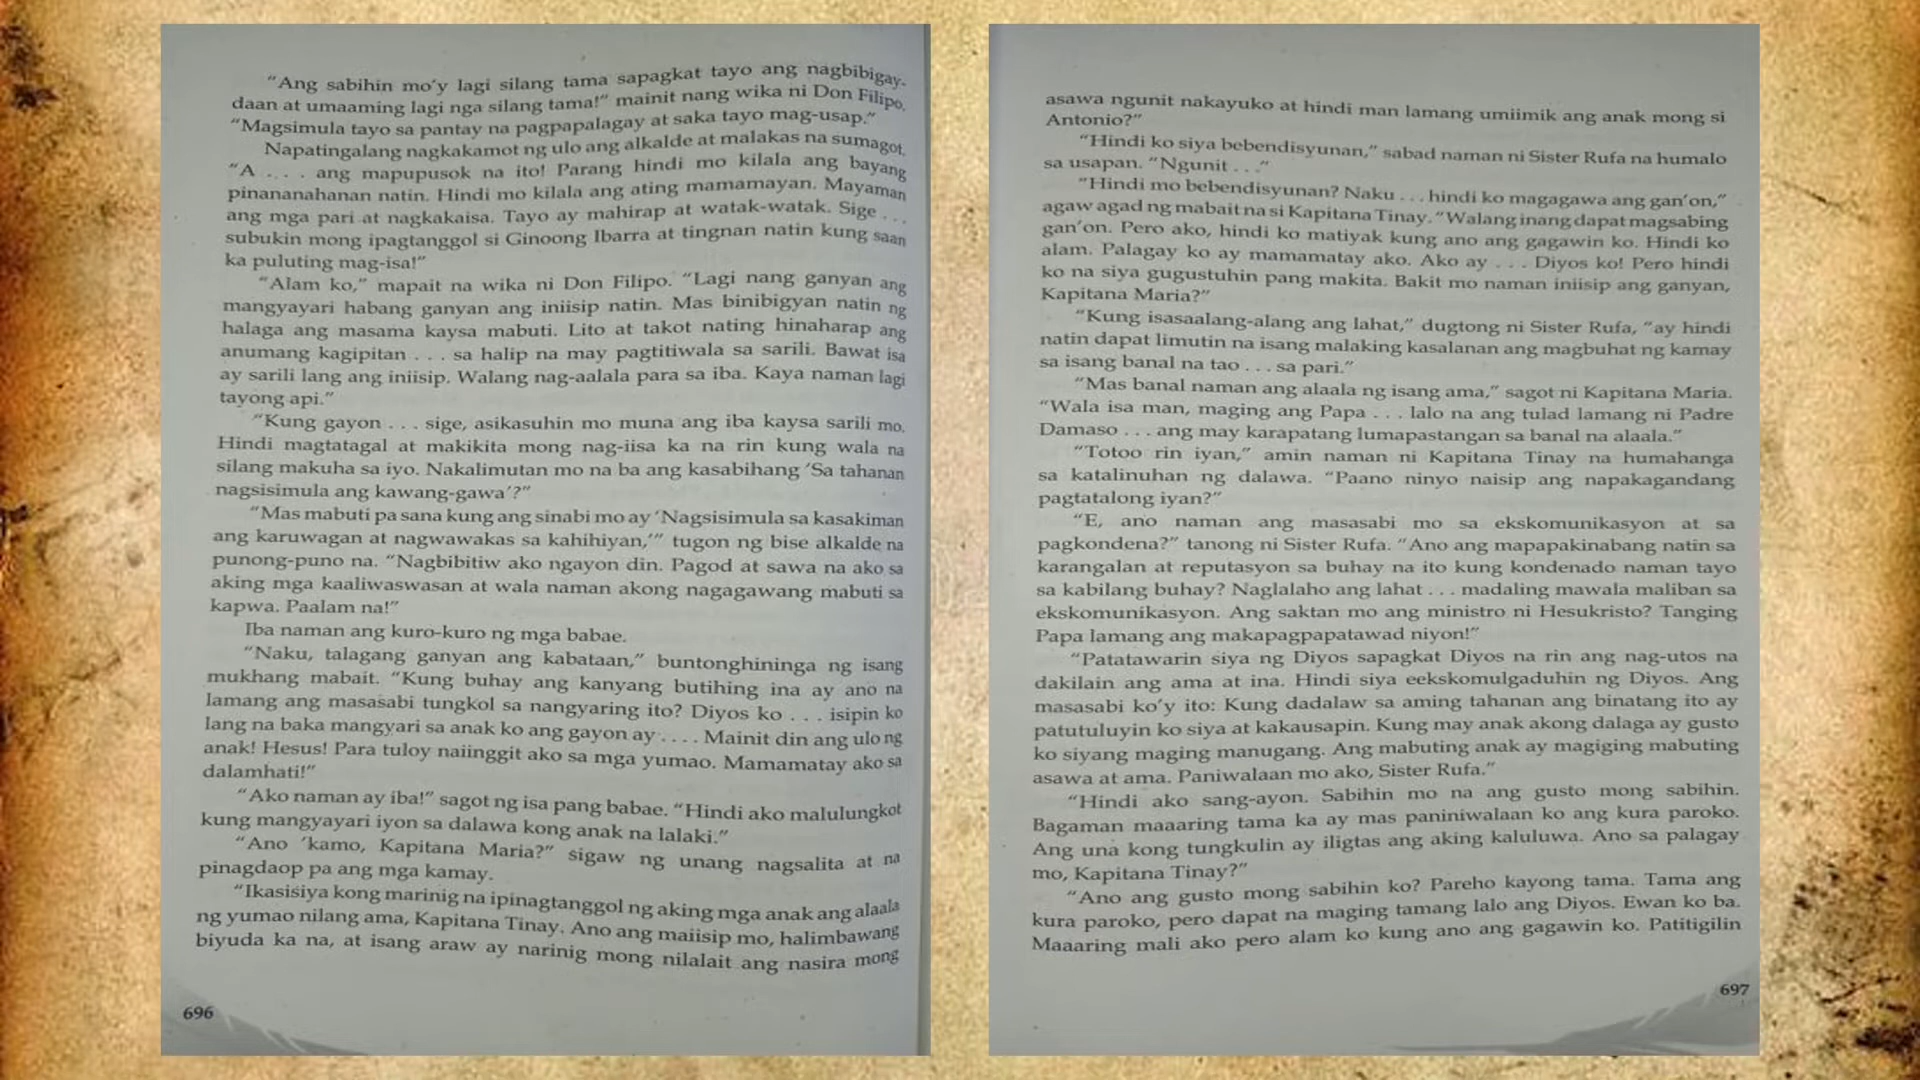 “Ang sabihin mo’y lagi silang tama sapagkat tayo ang nagbibigay-
daan at umaaming lagi nga silang tama!” mainit nang wika ni Don Filipo.
“Magsimula tayo sa pantay na pagpapalagay at saka tayo mag-usap.”
Napatingalang nagkakamot ng ulo ang alkalde at malakas na sumagot.
“A . . . . ang mapupusok na ito! Parang hindi mo kilala ang bayang
pinananahanan natin. Hindi mo kilala ang ating mamamayan. Mayaman
ang mga pari at nagkakaisa. Tayo ay mahirap at watak-watak. Sige . . .
subukin mong ipagtanggol si Ginoong Ibarra at tingnan natin kung saan
ka puluting mag-isa!”
“Alam ko,” mapait na wika ni Don Filipo. “Lagi nang ganyan ang
mangyayari habang ganyan ang iniisip natin. Mas binibigyan natin ng
halaga ang masama kaysa mabuti. Lito at takot nating hinaharap ang
anumang kagipitan . . . sa halip na may pagtitiwala sa sarili. Bawat isa
ay sarili lang ang iniisip. Walang nag-aalala para sa iba. Kaya naman lagi
tayong api.”
“Kung gayon . . . sige, asikasuhin mo muna ang iba kaysa sarili mo.
Hindi magtatagal at makikita mong nag-iisa ka na rin kung wala na
silang makuha sa iyo. Nakalimutan mo na ba ang kasabihang ‘Sa tahanan
nagsisimula ang kawang-gawa’?”
“Mas mabuti pa sana kung ang sinabi mo ay ‘Nagsisimula sa kasakiman
ang karuwagan at nagwawakas sa kahihiyan,’” tugon ng bise alkalde na
punong-puno na. “Nagbibitiw ako ngayon din. Pagod at sawa na ako sa
aking mga kaaliwaswasan at wala naman akong nagagawang mabuti sa
kapwa. Paalam na!”
Iba naman ang kuro-kuro ng mga babae.
“Naku, talagang ganyan ang kabataan,” buntonghininga ng isang
mukhang mabait. “Kung buhay ang kanyang butihing ina ay ano na
lamang ang masasabi tungkol sa nangyaring ito? Diyos ko . . . isipin ko
lang na baka mangyari sa anak ko ang gayon ay . . . . Mainit din ang ulo ng
anak! Hesus! Para tuloy naiinggit ako sa mga yumao. Mamamatay ako sa
dalamhati!”
“Ako naman ay iba!” sagot ng isa pang babae. “Hindi ako malulungkot
kung mangyayari iyon sa dalawa kong anak na lalaki.”
“Ano ’kamo, Kapitana Maria?” sigaw ng unang nagsalita at na
pinagdaop pa ang mga kamay.
“Ikasisiya kong marinig na ipinagtanggol ng aking mga anak ang alaala
ng yumao nilang ama, Kapitana Tinay. Ano ang maiisip mo, halimbawang
biyuda ka na, at isang araw ay narinig mong nilalait ang nasira mong
696
asawa ngunit nakayuko at hindi man lamang umiimik ang anak mong si
Antonio?”
“Hindi ko siya bebendisyunan,” sabad naman ni Sister Rufa na humalo
sa usapan. “Ngunit . . .”
“Hindi mo bebendisyunan? Naku . . . hindi ko magagawa ang gan’on,”
agaw agad ng mabait na si Kapitana Tinay. “Walang inang dapat magsabing
gan’on. Pero ako, hindi ko matiyak kung ano ang gagawin ko. Hindi ko
alam. Palagay ko ay mamamatay ako. Ako ay . . . Diyos ko! Pero hindi
ko na siya gugustuhin pang makita. Bakit mo naman iniisip ang ganyan,
Kapitana Maria?”
“Kung isasaalang-alang ang lahat,” dugtong ni Sister Rufa, “ay hindi
natin dapat limutin na isang malaking kasalanan ang magbuhat ng kamay
sa isang banal na tao . . . sa pari.”
“Mas banal naman ang alaala ng isang ama,” sagot ni Kapitana Maria.
“Wala isa man, maging ang Papa . . . lalo na ang tulad lamang ni Padre
Damaso . . . ang may karapatang lumapastangan sa banal na alaala.”
“Totoo rin iyan,” amin naman ni Kapitana Tinay na humahanga
sa katalinuhan ng dalawa. “Paano ninyo naisip ang napakagandang
pagtatalong iyan?”
“E, ano naman ang masasabi mo sa ekskomunikasyon at sa
pagkondena?” tanong ni Sister Rufa. “Ano ang mapapakinabang natin sa
karangalan at reputasyon sa buhay na ito kung kondenado naman tayo
sa kabilang buhay? Naglalaho ang lahat . . . madaling mawala maliban sa
ekskomunikasyon. Ang saktan mo ang ministro ni Hesukristo? Tanging
Papa lamang ang makapagpapatawad niyon!”
“Patatawarin siya ng Diyos sapagkat Diyos na rin ang nag-utos na
dakilain ang ama at ina. Hindi siya eekskomulgaduhin ng Diyos. Ang
masasabi ko’y ito: Kung dadalaw sa aming tahanan ang binatang ito ay
patutuluyin ko siya at kakausapin. Kung may anak akong dalaga ay gusto
ko siyang maging manugang. Ang mabuting anak ay magiging mabuting
asawa at ama. Paniwalaan mo ako, Sister Rufa.”
“Hindi ako sang-ayon. Sabihin mo na ang gusto mong sabihin.
Bagaman maaaring tama ka ay mas paniniwalaan ko ang kura paroko.
Ang una kong tungkulin ay iligtas ang aking kaluluwa. Ano sa palagay
mo, Kapitana Tinay?”
“Ano ang gusto mong sabihin ko? Pareho kayong tama. Tama ang
kura paroko, pero dapat na maging tamang lalo ang Diyos. Ewan ko ba.
Maaaring mali ako pero alam ko kung ano ang gagawin ko. Patitigilin
697